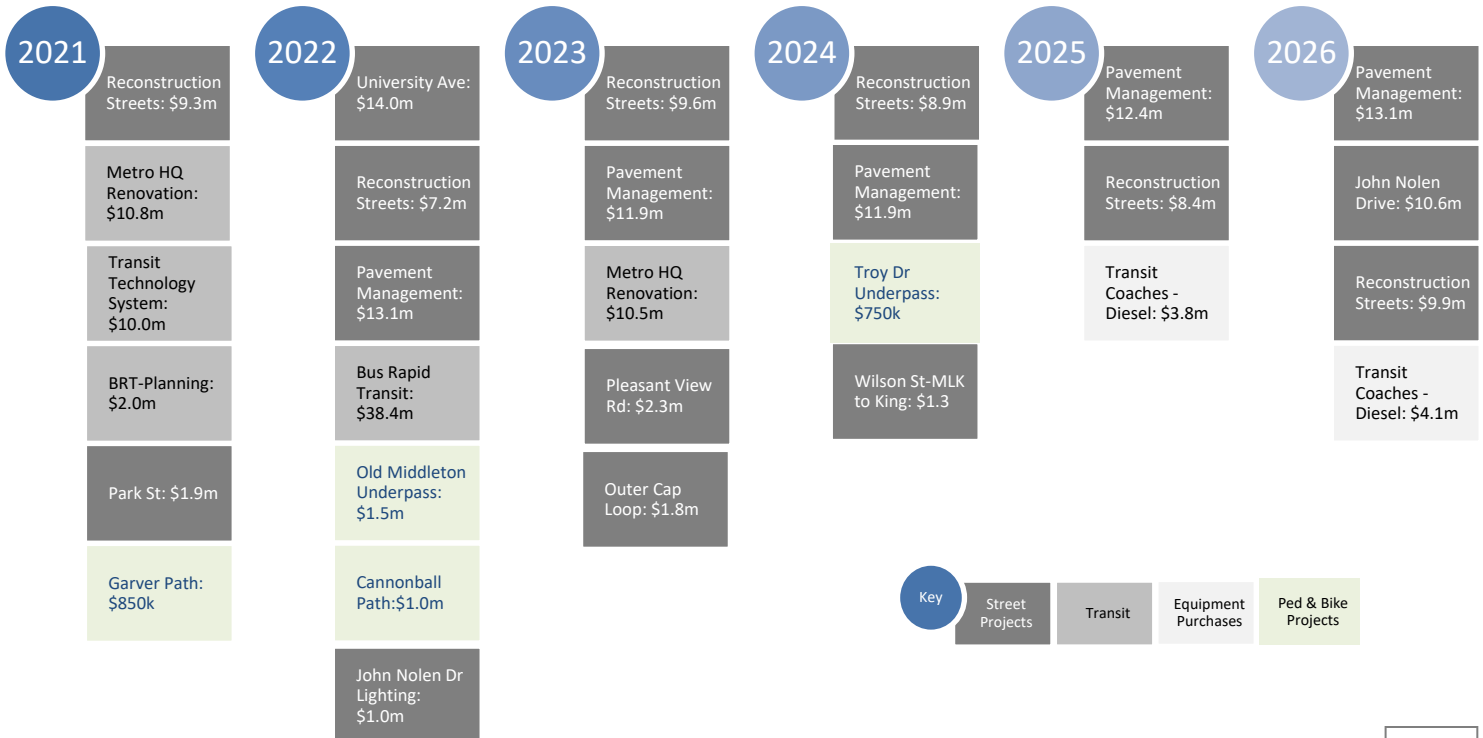 2021
Reconstruction
Streets: $9.3m
Metro HQ
Renovation:
$10.8m
Transit
Technology
System:
$10.0m
BRT-Planning:
$2.0m
Park St: $1.9m
Garver Path:
$850k
2022
University Ave:
$14.0m
Reconstruction
Streets: $7.2m
Pavement
Management:
$13.1m
Bus Rapid
Transit:
$38.4m
Old Middleton
Underpass:
$1.5m
Cannonball
Path:$1.0m
John Nolen Dr
Lighting:
$1.0m
2023
Reconstruction
Streets: $9.6m
Pavement
Management:
$11.9m
Metro HQ
Renovation:
$10.5m
Pleasant View
Rd: $2.3m
Outer Cap
Loop: $1.8m
2024
Reconstruction
Streets: $8.9m
Pavement
Management:
$11.9m
Troy Dr
Underpass:
$750k
Wilson St-MLK
to King: $1.3
2025
Pavement
Management:
$12.4m
Reconstruction
Streets: $8.4m
Transit
Coaches -
Diesel: $3.8m
2026
Pavement
Management:
$13.1m
John Nolen
Drive: $10.6m
Reconstruction
Streets: $9.9m
Transit
Coaches -
Diesel: $4.1m
Key
Street
Projects
Transit
Equipment
Purchases
Ped & Bike
Projects